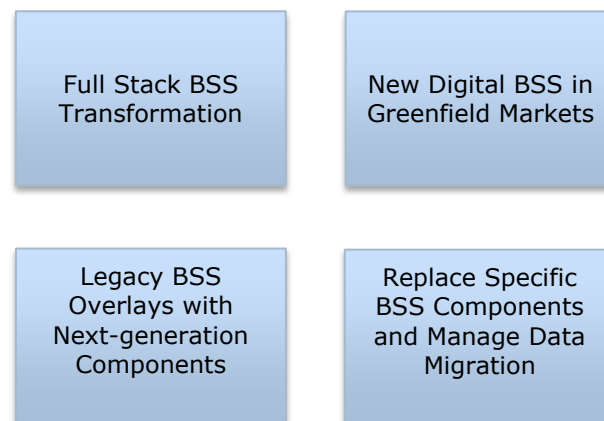 Full Stack BSS
Transformation
New Digital BSS in
Greenfield Markets
Legacy BSS
Overlays with
Next-generation
Components
Replace Specific
BSS Components
and Manage Data
Migration